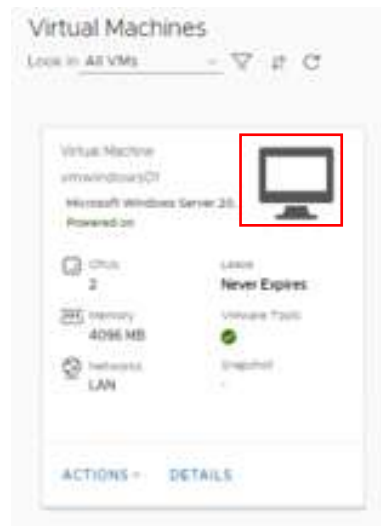 Virtual Machines
Look in: All VMs
Virtual Machine
vmwindows01
Microsoft Windows Server 20..
Powered on
CPUs
2
Lease
Never Expires
Memory
4096 MB
VMware Tools
Networks
LAN
Snapshot
-
ACTIONS
DETAILS